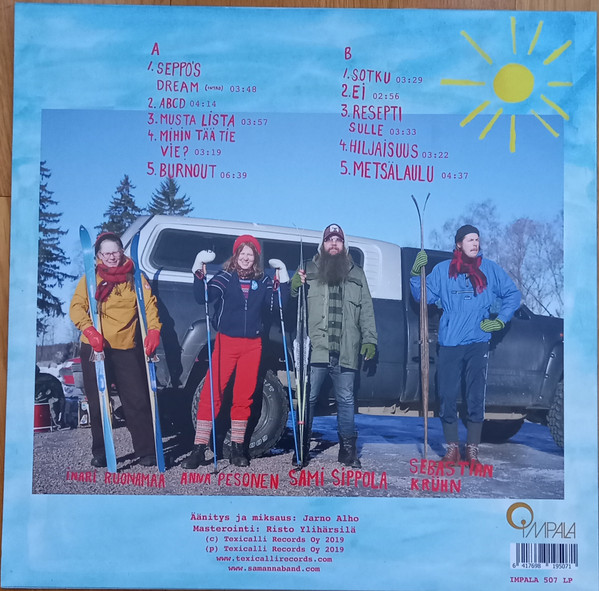 A
1. SEPPO'S
DREAM (INTRO) 03:48
2. ABCD 04:14
3. MUSTA LISTA 03:57
4. MIHIN TÄÄ TIE
VIE? 03:19
5. BURNOUT 06:39
B
1. SOTKU 03:29
2. EI 02:56
3. RESEPTI
SULLE 03:33
4. HILJAISUUS 03:22
5. METSÄLAULU 04:37
INARI RUONAMAA
ANNA PESONEN
SAMI SIPPOLA
SEBASTIAN
KRÜHN
Äänitys ja miksaus: Jarno Alho
Masterointi: Risto Ylihärsilä
(c) Texicalli Records Oy 2019
(p) Texicalli Records Oy 2019
www.texicallirecords.com
www.samannaband.com
IMPALA
6 417698 195071
IMPALA 507 LP